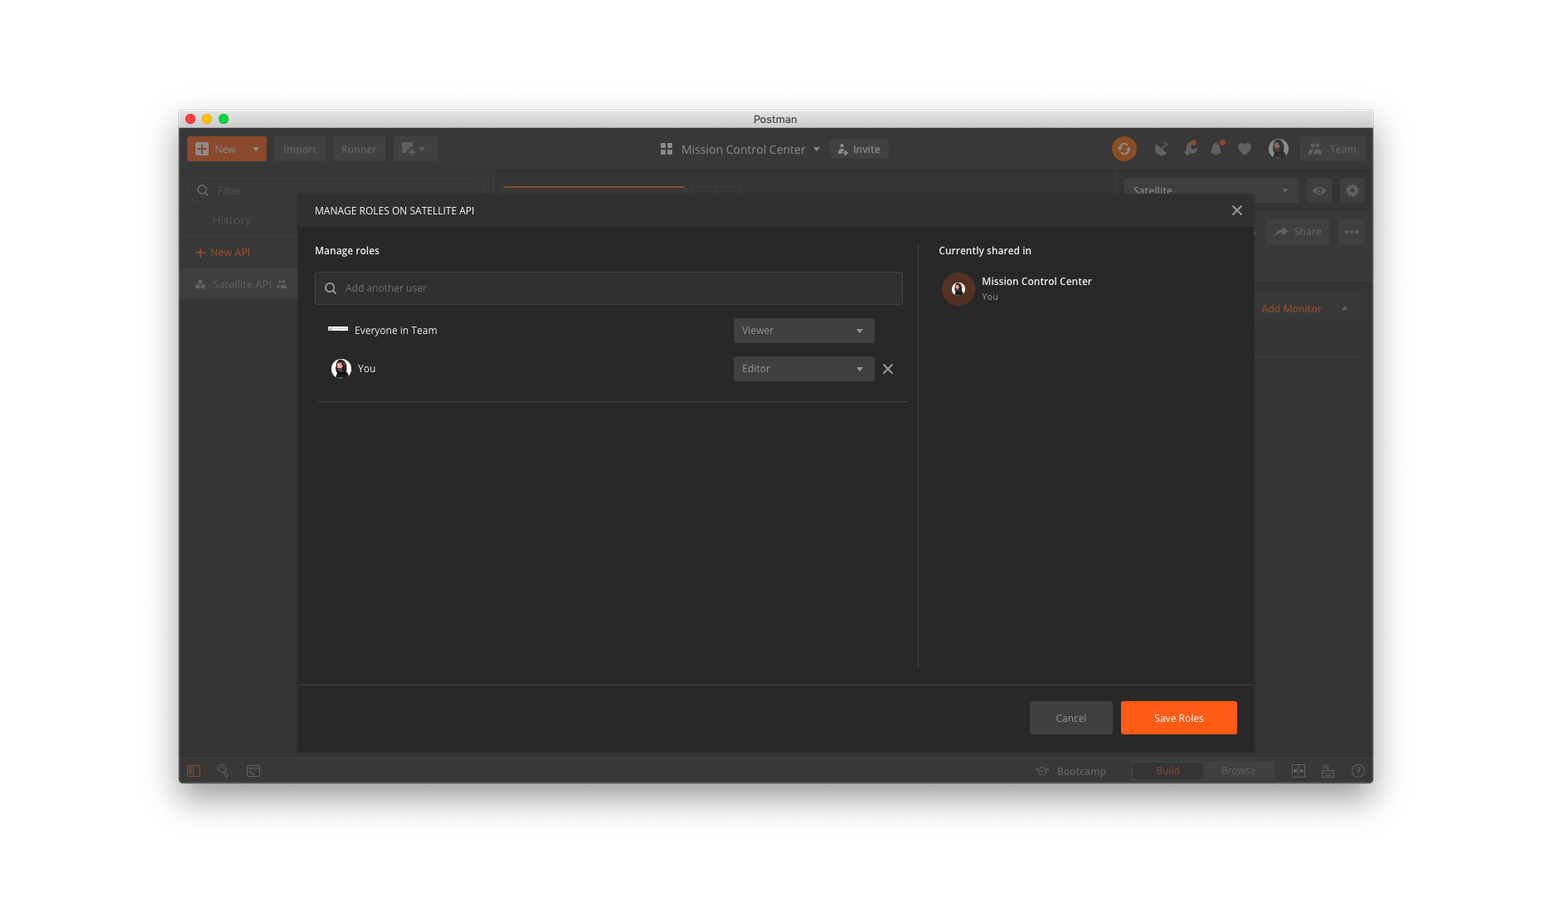 Postman
New
Import
Runner
Mission Control Center
Invite
Team
Filter
Satellite
History
MANAGE ROLES ON SATELLITE API
Share
New API
Manage roles
Currently shared in
Satellite API
Add another user
Mission Control Center
You
Add Monitor
Everyone in Team
Viewer
You
Editor
Cancel
Save Roles
Bootcamp
Build
Browse